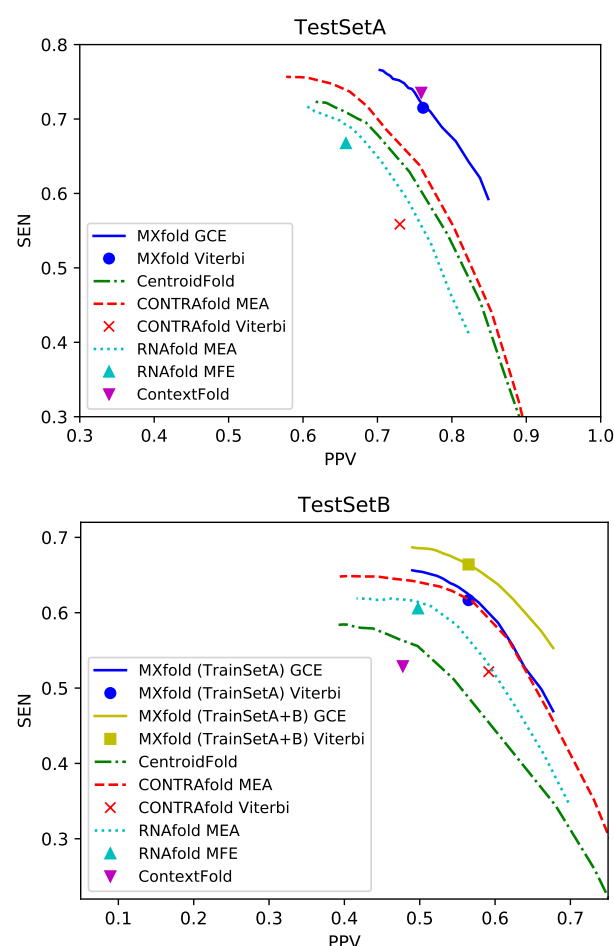 TestSetA
0.8
0.7
0.6
0.5
0.4
0.3
SEN
MXfold GCE
MXfold Viterbi
CentroidFold
CONTRAfold MEA
CONTRAfold Viterbi
RNAfold MEA
RNAfold MFE
ContextFold
0.3 0.4 0.5 0.6 0.7 0.8 0.9 1.0
PPV
TestSetB
0.7
0.6
0.5
0.4
0.3
SEN
MXfold (TrainSetA) GCE
MXfold (TrainSetA) Viterbi
MXfold (TrainSetA+B) GCE
MXfold (TrainSetA+B) Viterbi
CentroidFold
CONTRAfold MEA
CONTRAfold Viterbi
RNAfold MEA
RNAfold MFE
ContextFold
0.1 0.2 0.3 0.4 0.5 0.6 0.7
PPV